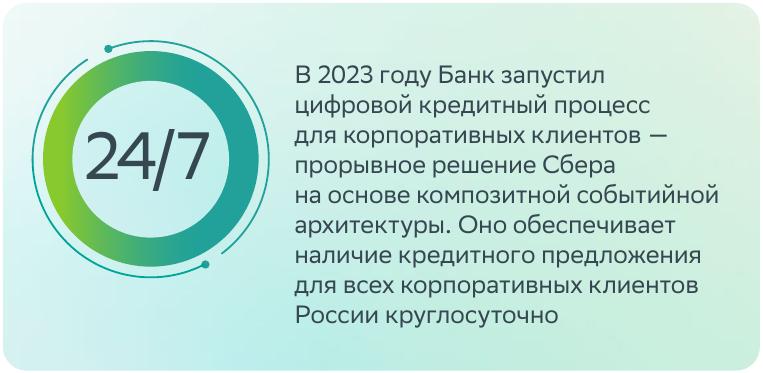 24/7
В 2023 году Банк запустил
цифровой кредитный процесс
для корпоративных клиентов —
прорывное решение Сбера
на основе композитной событийной
архитектуры. Оно обеспечивает
наличие кредитного предложения
для всех корпоративных клиентов
России круглосуточно